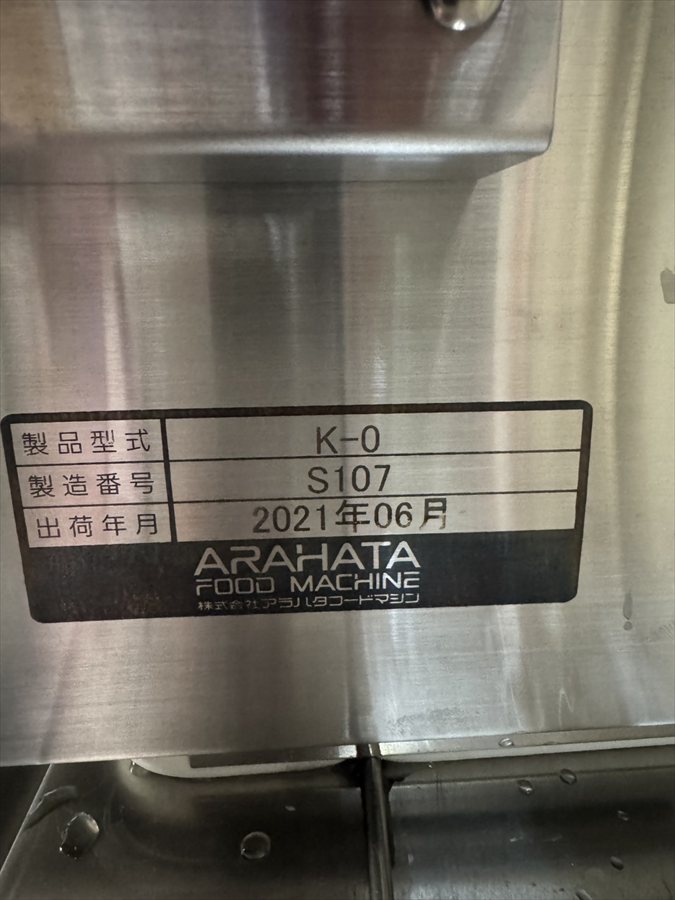 製品型式 K-0
製造番号 S107
出荷年月 2021年06月
ARAHATA
FOOD MACHINE
株式会社アラハタフードマシン